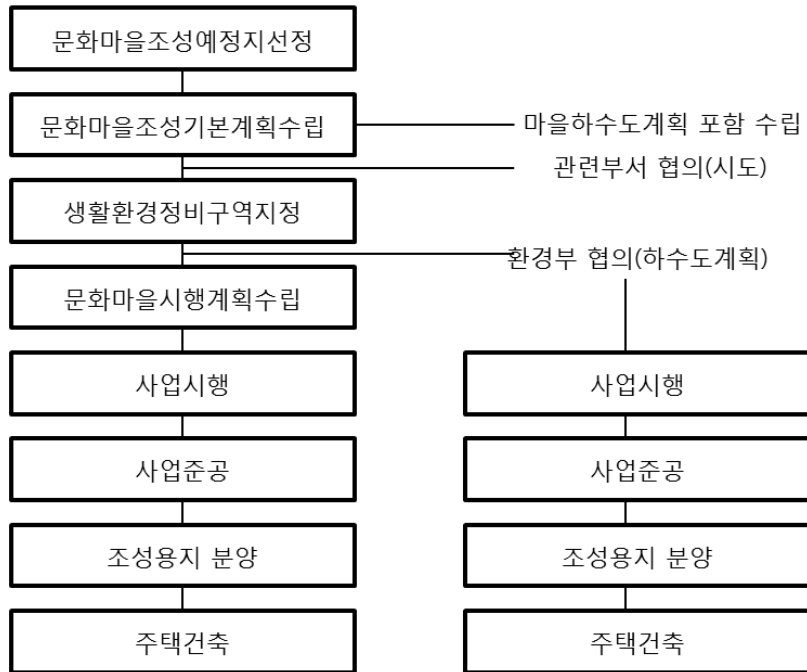 문화마을조성예정지선정
문화마을조성기본계획수립
마을하수도계획 포함 수립
관련부서 협의(시도)
생활환경정비구역지정
환경부 협의(하수도계획)
문화마을시행계획수립
사업시행
사업시행
사업준공
사업준공
조성용지 분양
조성용지 분양
주택건축
주택건축